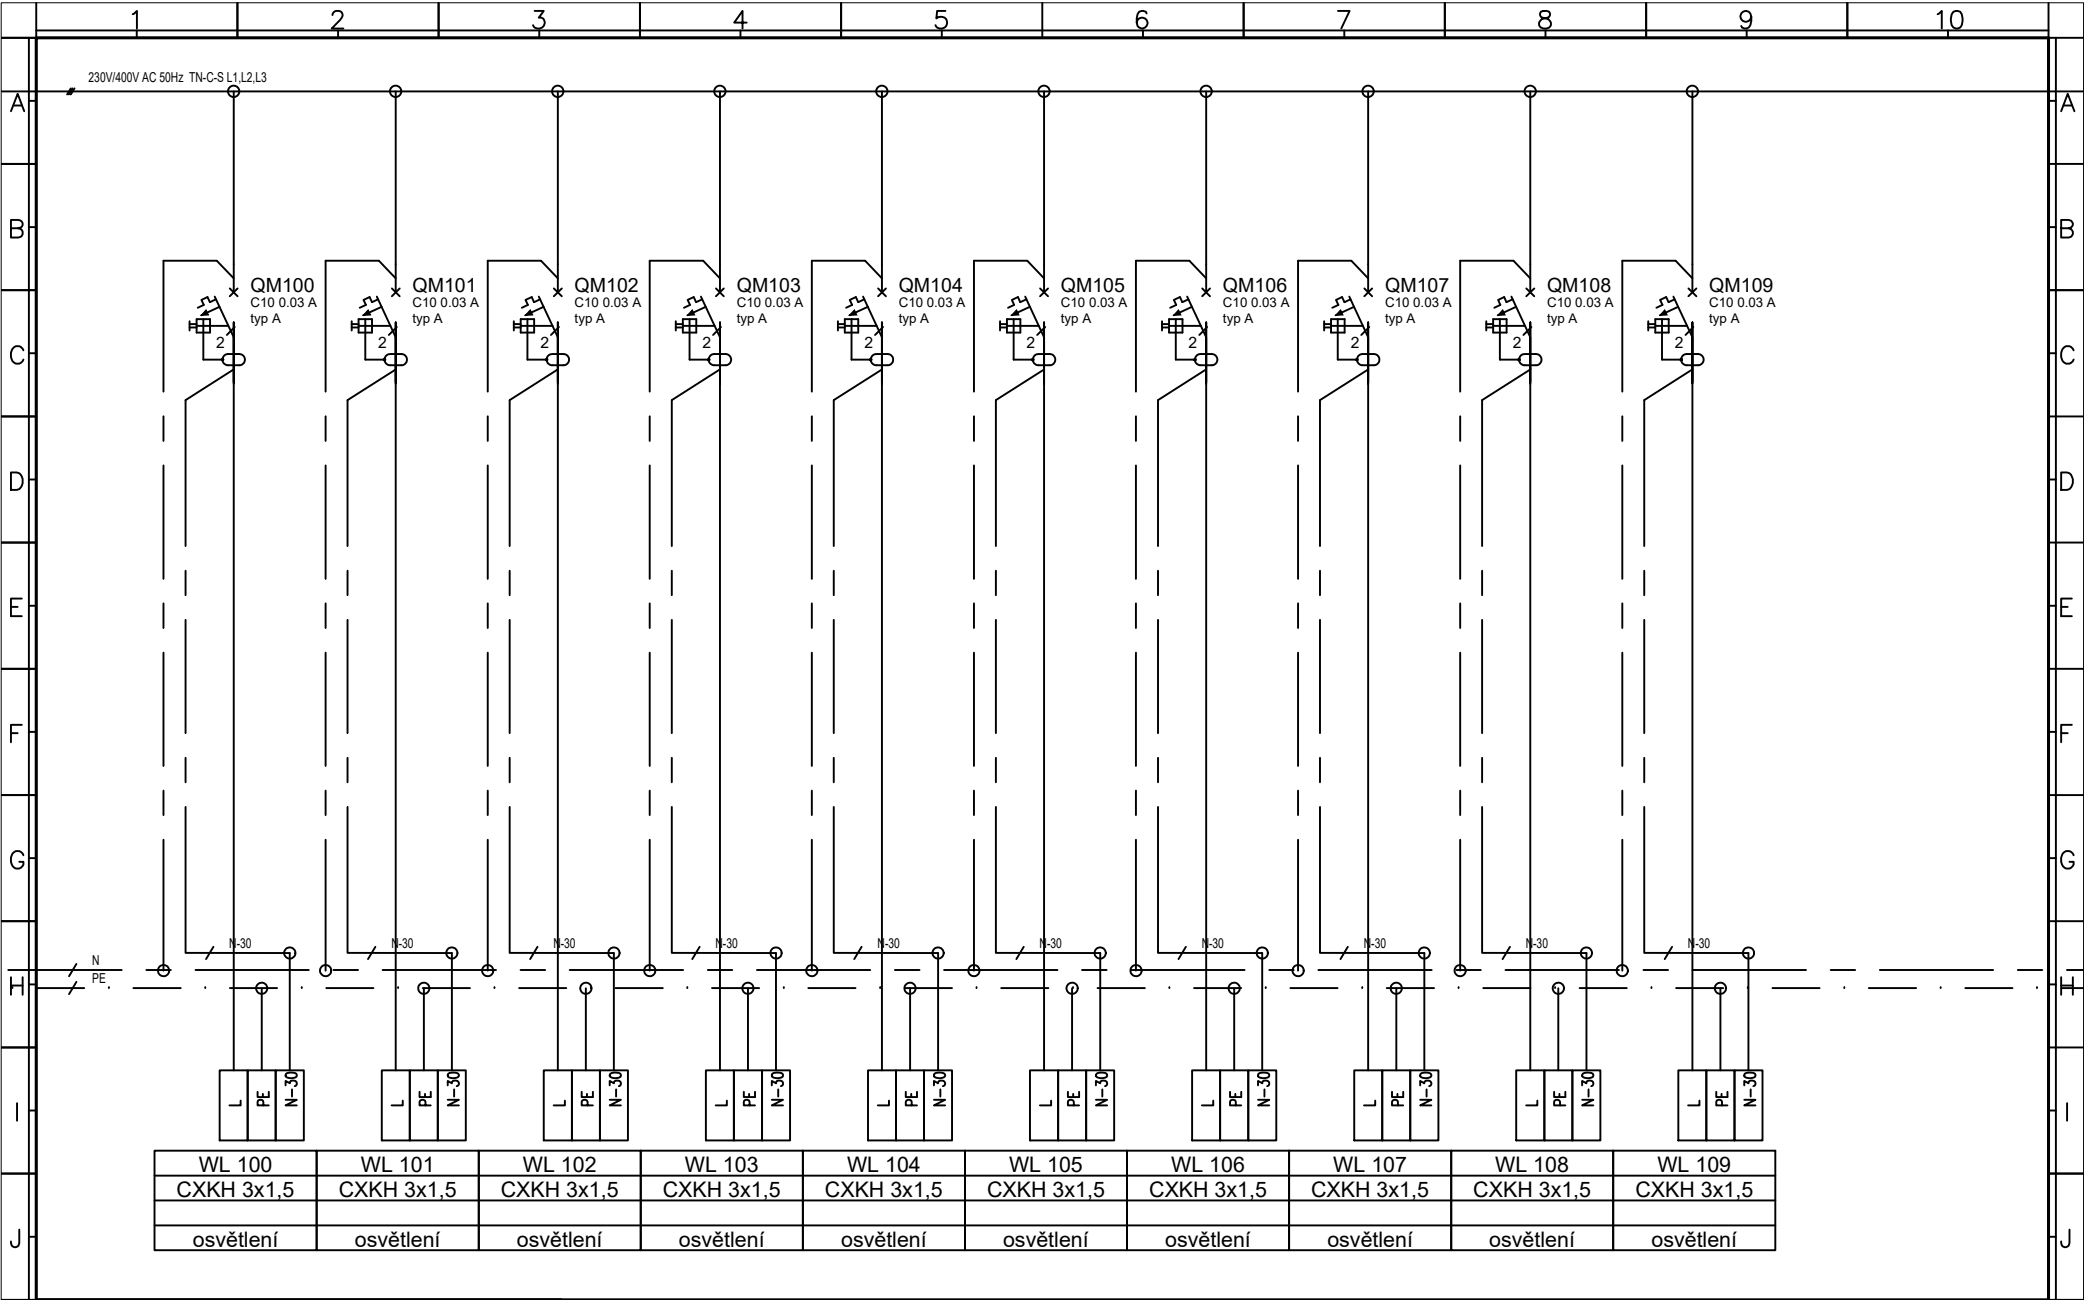 1 2 3 4 5 6 7 8 9 10
230V/400V AC 50Hz TN-C-S L1,L2,L3
A A
B B
QM100 QM101 QM102 QM103 QM104 QM105 QM106 QM107 QM108 QM109
C10 0.03 A C10 0.03 A C10 0.03 A C10 0.03 A C10 0.03 A C10 0.03 A C10 0.03 A C10 0.03 A C10 0.03 A C10 0.03 A
typ A typ A typ A typ A typ A typ A typ A typ A typ A typ A
2 2 2 2 2 2 2 2 2 2
C C
D D
E E
F F
G G
N-30 N-30 N-30 N-30 N-30 N-30 N-30 N-30 N-30 N-30
N
PE
H H
L PE N-30 L PE N-30 L PE N-30 L PE N-30 L PE N-30 L PE N-30 L PE N-30 L PE N-30 L PE N-30 L PE N-30
I I
WL 100 WL 101 WL 102 WL 103 WL 104 WL 105 WL 106 WL 107 WL 108 WL 109
CXKH 3x1,5 CXKH 3x1,5 CXKH 3x1,5 CXKH 3x1,5 CXKH 3x1,5 CXKH 3x1,5 CXKH 3x1,5 CXKH 3x1,5 CXKH 3x1,5 CXKH 3x1,5
osvětlení osvětlení osvětlení osvětlení osvětlení osvětlení osvětlení osvětlení osvětlení osvětlení
J J